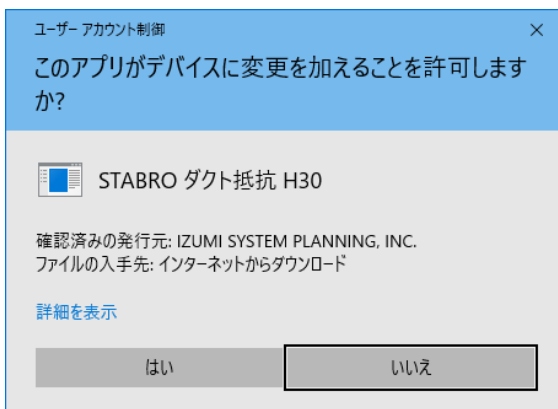 ユーザー アカウント制御
このアプリがデバイスに変更を加えることを許可します
か?
STABRO ダクト抵抗 H30
確認済みの発行元: IZUMI SYSTEM PLANNING, INC.
ファイルの入手先: インターネットからダウンロード
詳細を表示
はい
いいえ